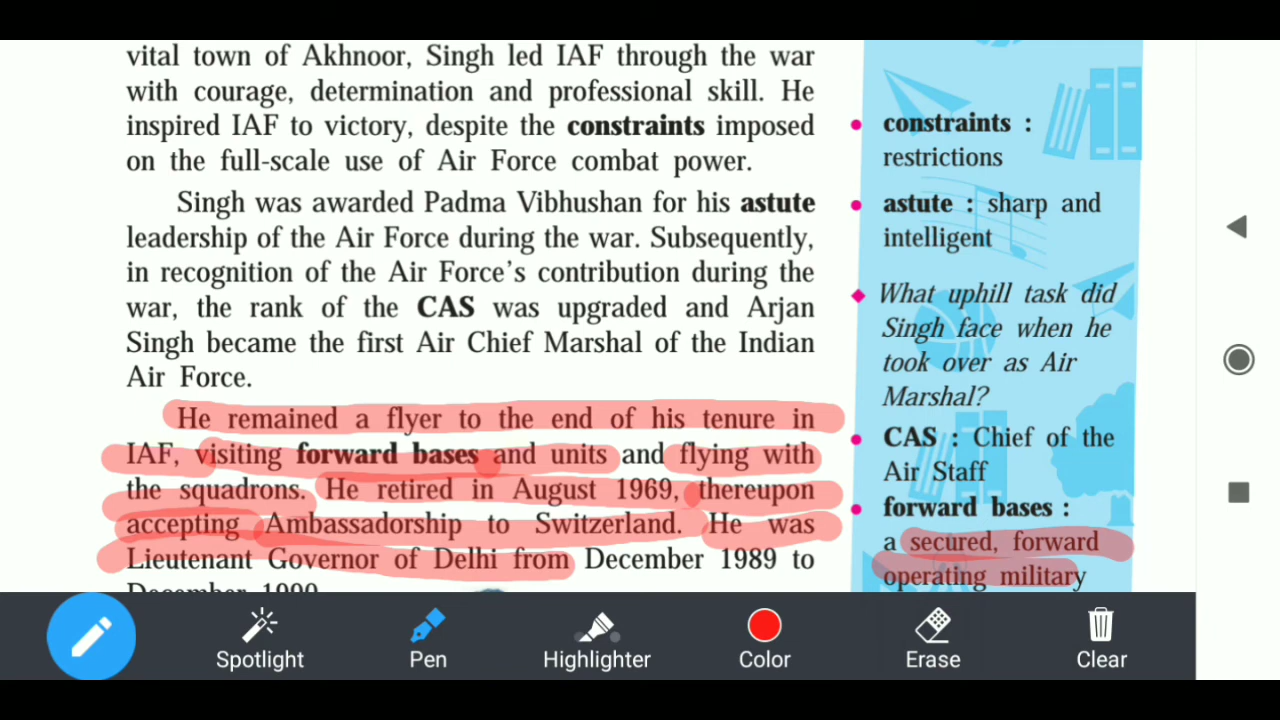 vital town of Akhnoor, Singh led IAF through the war
with courage, determination and professional skill. He
inspired IAF to victory, despite the constraints imposed
on the full-scale use of Air Force combat power.
Singh was awarded Padma Vibhushan for his astute
leadership of the Air Force during the war. Subsequently,
in recognition of the Air Force's contribution during the
war, the rank of the CAS was upgraded and Arjan
Singh became the first Air Chief Marshal of the Indian
Air Force.
He remained a flyer to the end of his tenure in
IAF, visiting forward bases and units and flying with
the squadrons. He retired in August 1969, thereupon
accepting Ambassadorship to Switzerland. He was
Lieutenant Governor of Delhi from December 1989 to
December 1990
constraints :
restrictions
astute : sharp and
intelligent
What uphill task did
Singh face when he
took over as Air
Marshal?
CAS : Chief of the
Air Staff
forward bases :
a secured, forward
operating military
Spotlight
Pen
Highlighter
Color
Erase
Clear